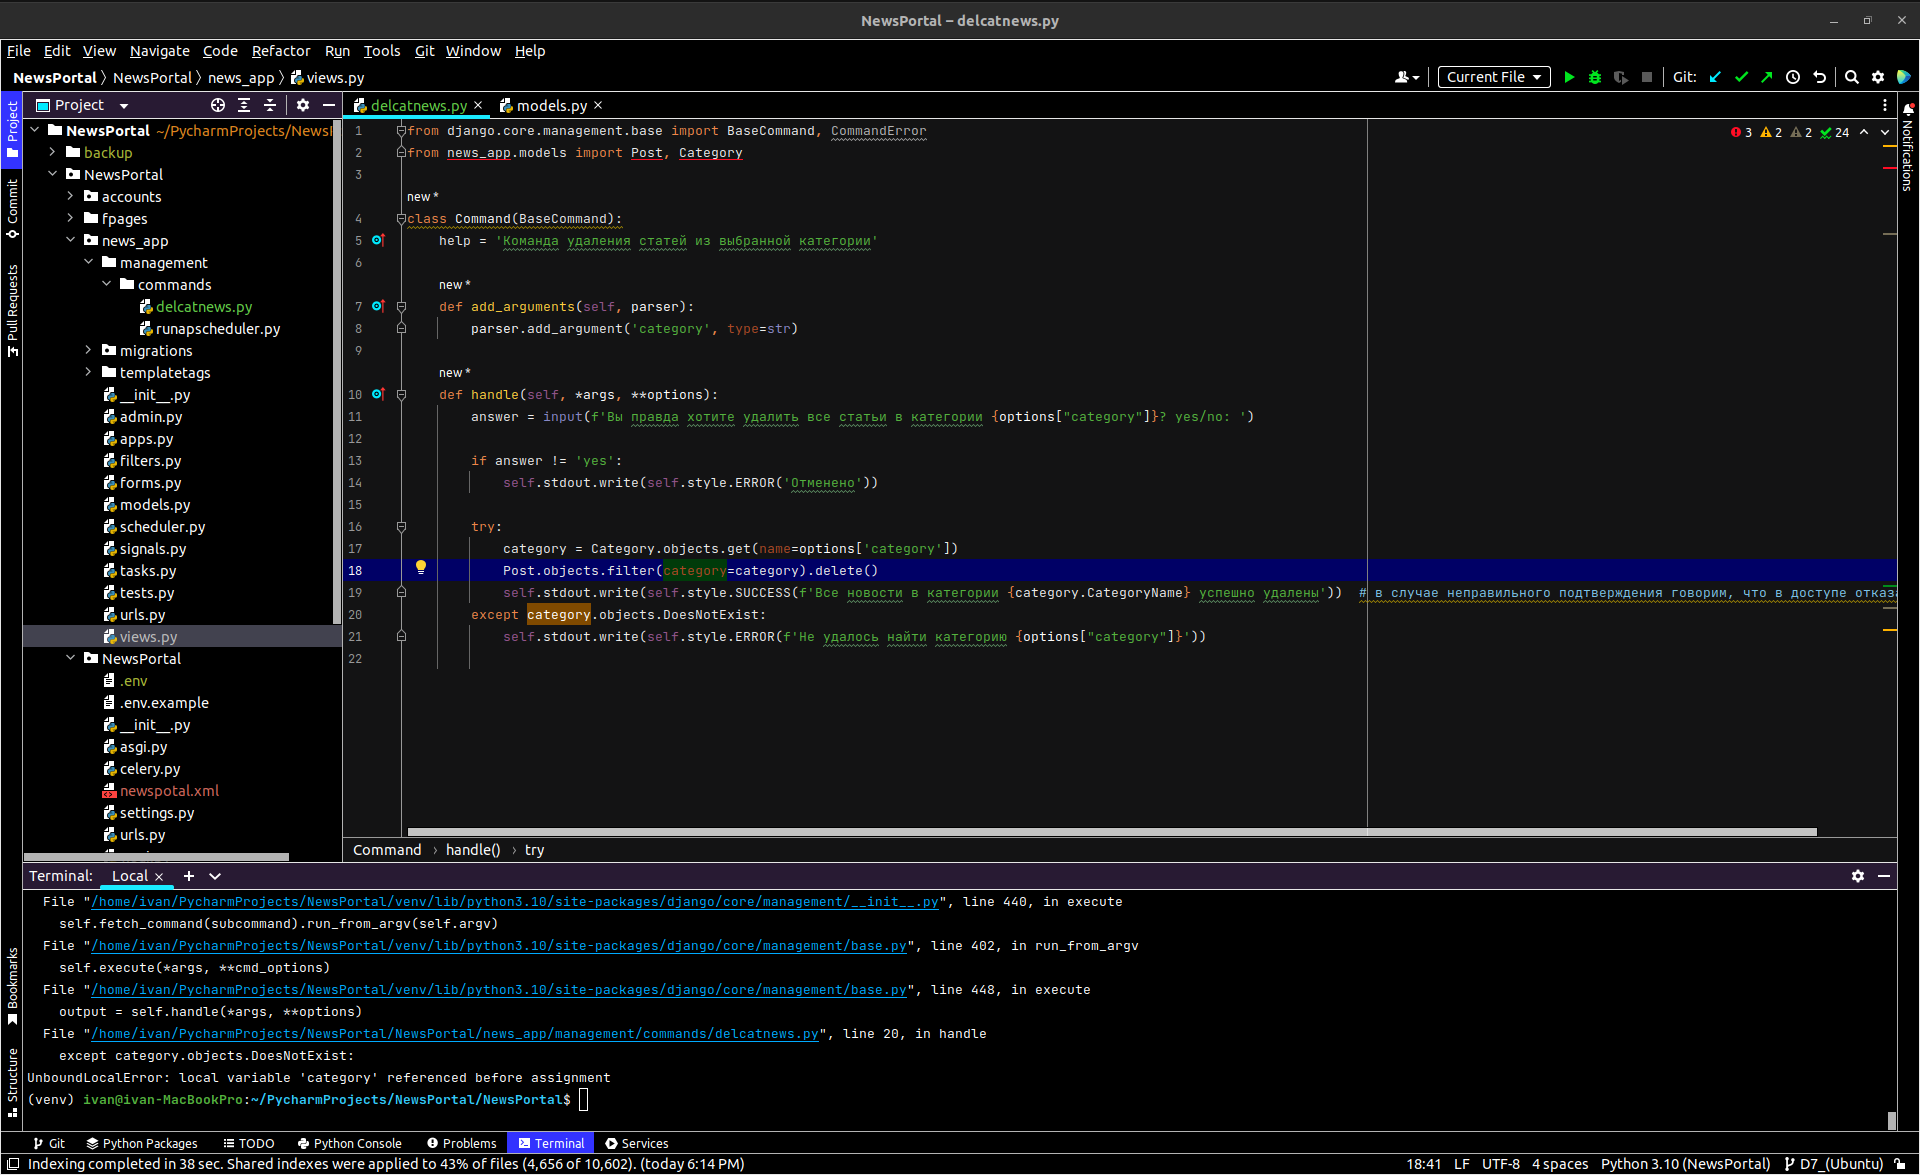 NewsPortal – delcatnews.py
File Edit View Navigate Code Refactor Run Tools Git Window Help
NewsPortal NewsPortal news_app views.py
Current File Git:
Project
delcatnews.py models.py
Project
Commit
Pull Requests
Bookmarks
Structure
Notifications
NewsPortal ~/PycharmProjects/NewsF
backup
NewsPortal
accounts
fpages
news_app
management
commands
delcatnews.py
runapscheduler.py
migrations
templatetags
__init__.py
admin.py
apps.py
filters.py
forms.py
models.py
scheduler.py
signals.py
tasks.py
tests.py
urls.py
views.py
NewsPortal
.env
.env.example
__init__.py
asgi.py
celery.py
newspotal.xml
settings.py
urls.py
3 2 2 24
1 from django.core.management.base import BaseCommand, CommandError
2 from news_app.models import Post, Category
3
new *
4 class Command(BaseCommand):
5 help = 'Команда удаления статей из выбранной категории'
6
new *
7 def add_arguments(self, parser):
8 parser.add_argument('category', type=str)
9
new *
10 def handle(self, *args, **options):
11 answer = input(f'Вы правда хотите удалить все статьи в категории {options["category"]}? yes/no: ')
12
13 if answer != 'yes':
14 self.stdout.write(self.style.ERROR('Отменено'))
15
16 try:
17 category = Category.objects.get(name=options['category'])
18 Post.objects.filter(category=category).delete()
19 self.stdout.write(self.style.SUCCESS(f'Все новости в категории {category.CategoryName} успешно удалены')) # в случае неправильного подтверждения говорим, что в доступе отказа
20 except category.objects.DoesNotExist:
21 self.stdout.write(self.style.ERROR(f'Не удалось найти категорию {options["category"]}'))
22
Command handle() try
Terminal: Local
File "/home/ivan/PycharmProjects/NewsPortal/venv/lib/python3.10/site-packages/django/core/management/__init__.py", line 440, in execute
self.fetch_command(subcommand).run_from_argv(self.argv)
File "/home/ivan/PycharmProjects/NewsPortal/venv/lib/python3.10/site-packages/django/core/management/base.py", line 402, in run_from_argv
self.execute(*args, **cmd_options)
File "/home/ivan/PycharmProjects/NewsPortal/venv/lib/python3.10/site-packages/django/core/management/base.py", line 448, in execute
output = self.handle(*args, **options)
File "/home/ivan/PycharmProjects/NewsPortal/NewsPortal/news_app/management/commands/delcatnews.py", line 20, in handle
except category.objects.DoesNotExist:
UnboundLocalError: local variable 'category' referenced before assignment
(venv) ivan@ivan-MacBookPro:~/PycharmProjects/NewsPortal/NewsPortal$
Git Python Packages TODO Python Console Problems Terminal Services
Indexing completed in 38 sec. Shared indexes were applied to 43% of files (4,656 of 10,602). (today 6:14 PM) 18:41 LF UTF-8 4 spaces Python 3.10 (NewsPortal) D7_(Ubuntu)